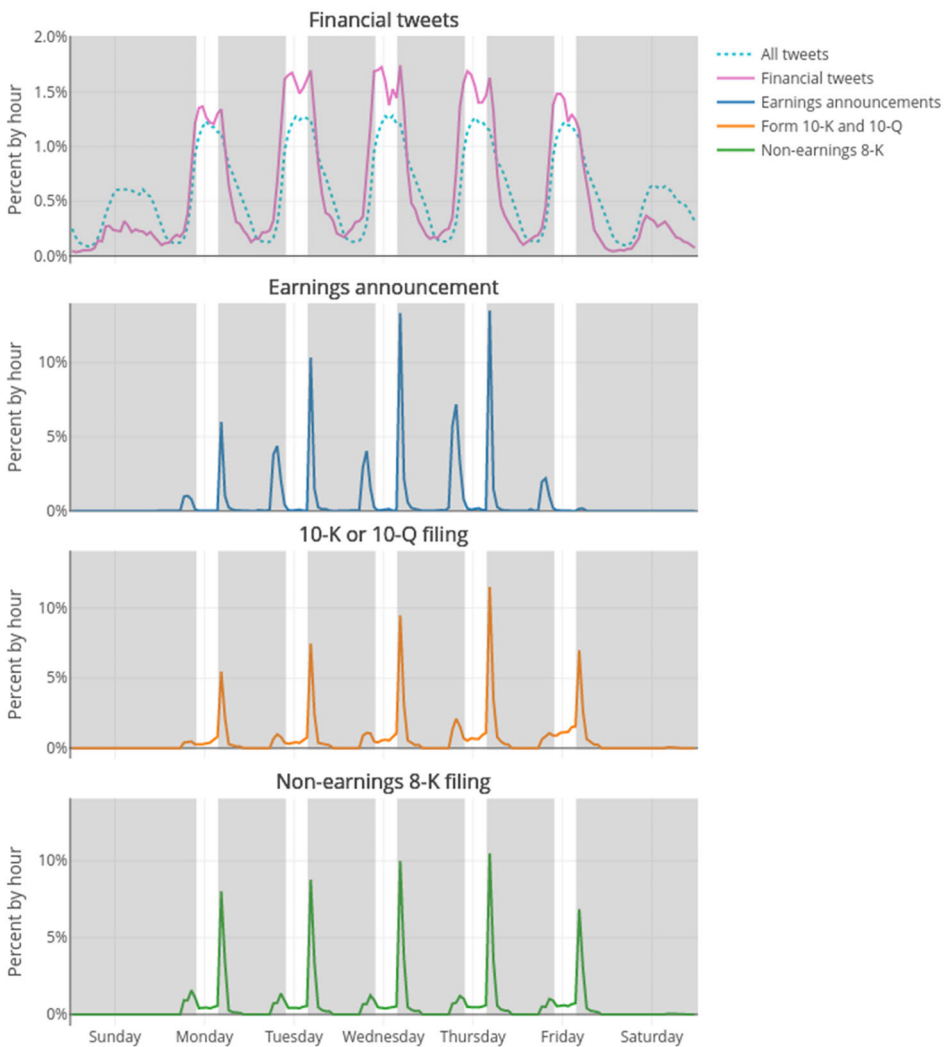 Financial tweets
2.0%
1.5%
1.0%
0.5%
0.0%
Percent by hour
All tweets
Financial tweets
Earnings announcements
Form 10-K and 10-Q
Non-earnings 8-K
Earnings announcement
10%
5%
0%
Percent by hour
10-K or 10-Q filing
10%
5%
0%
Percent by hour
Non-earnings 8-K filing
10%
5%
0%
Percent by hour
Sunday Monday Tuesday Wednesday Thursday Friday Saturday